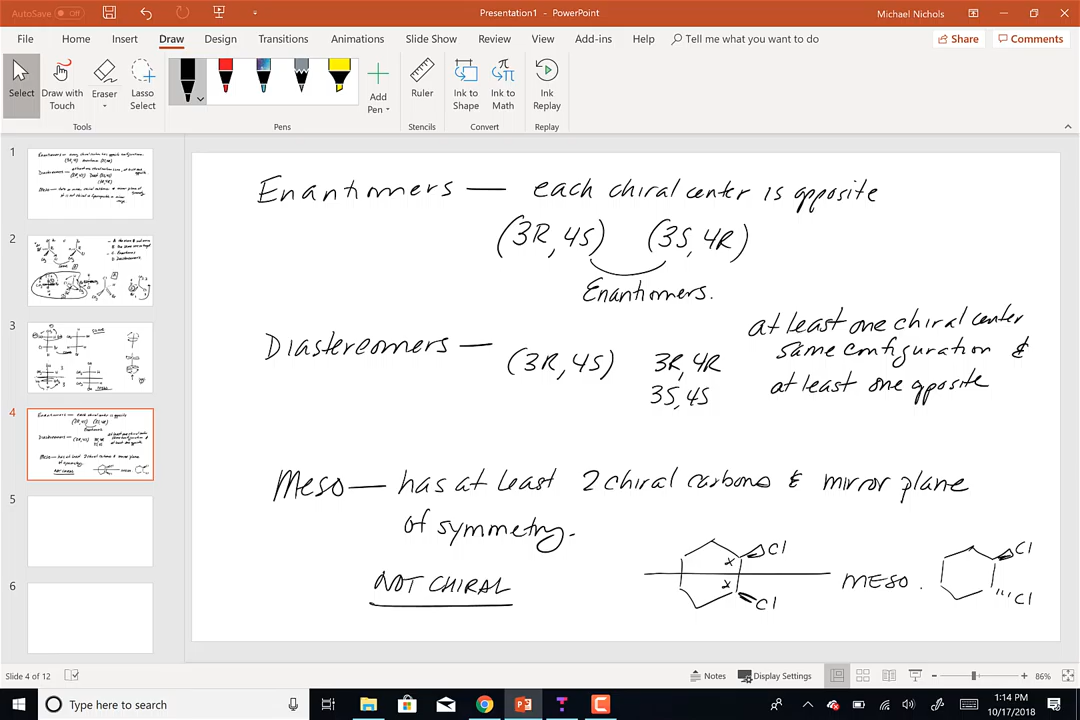 AutoSave Off
Presentation1 - PowerPoint
Michael Nichols
File Home Insert Draw Design Transitions Animations Slide Show Review View Add-ins Help Tell me what you want to do Share Comments
Select
Draw with Touch
Eraser
Lasso Select
Add Pen
Ruler
Ink to Shape
Ink to Math
Ink Replay
Tools Pens Stencils Convert Replay
1
2
3
4
5
6
Enantiomers — each chiral center is opposite
(3R, 4S) (3S, 4R)
Enantiomers.
Diastereomers —
(3R, 4S) 3R, 4R
3S, 4S
at least one chiral center
same configuration &
at least one opposite
Meso — has at least 2 chiral carbons & mirror plane
of symmetry.
NOT CHIRAL
Cl
x
x
Cl
MESO.
Cl
Cl
Slide 4 of 12
Notes Display Settings 86%
Type here to search
1:14 PM
10/17/2018